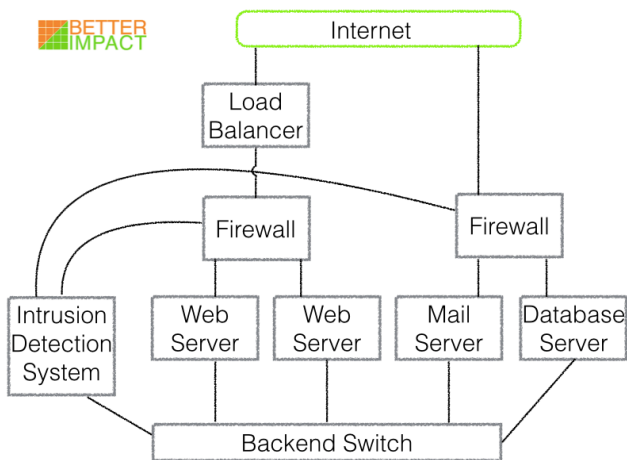 BETTER
IMPACT
Internet
Load
Balancer
Firewall
Firewall
Intrusion
Detection
System
Web
Server
Web
Server
Mail
Server
Database
Server
Backend Switch